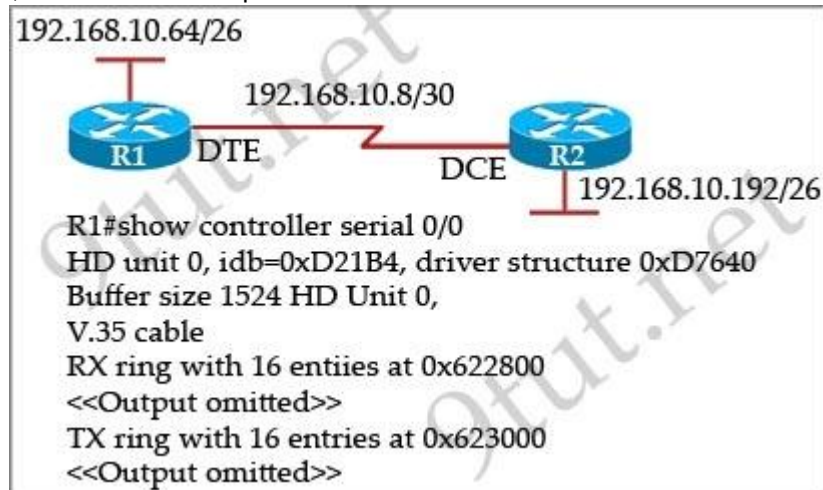 192.168.10.64/26
192.168.10.8/30
R1
DTE
DCE
R2
192.168.10.192/26
R1#show controller serial 0/0
HD unit 0, idb=0xD21B4, driver structure 0xD7640
Buffer size 1524 HD Unit 0,
V.35 cable
RX ring with 16 entiies at 0x622800
<<Output omitted>>
TX ring with 16 entries at 0x623000
<<Output omitted>>
9tut.net
9tut.net